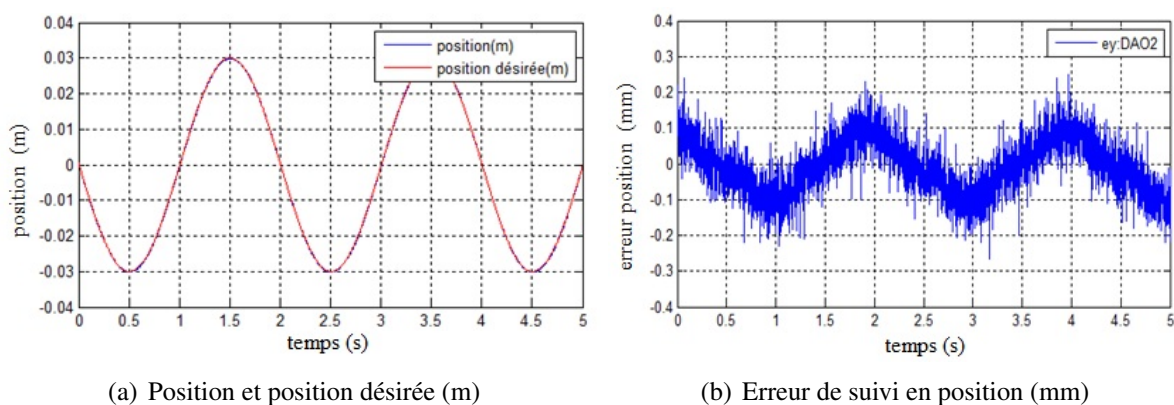 0.04
0.03
0.02
0.01
0
-0.01
-0.02
-0.03
-0.04
position (m)
position(m)
position désirée(m)
0 0.5 1 1.5 2 2.5 3 3.5 4 4.5 5
temps (s)
(a) Position et position désirée (m)
0.4
0.3
0.2
0.1
0
-0.1
-0.2
-0.3
-0.4
erreur position (mm)
ey:DAO2
0 0.5 1 1.5 2 2.5 3 3.5 4 4.5 5
temps (s)
(b) Erreur de suivi en position (mm)